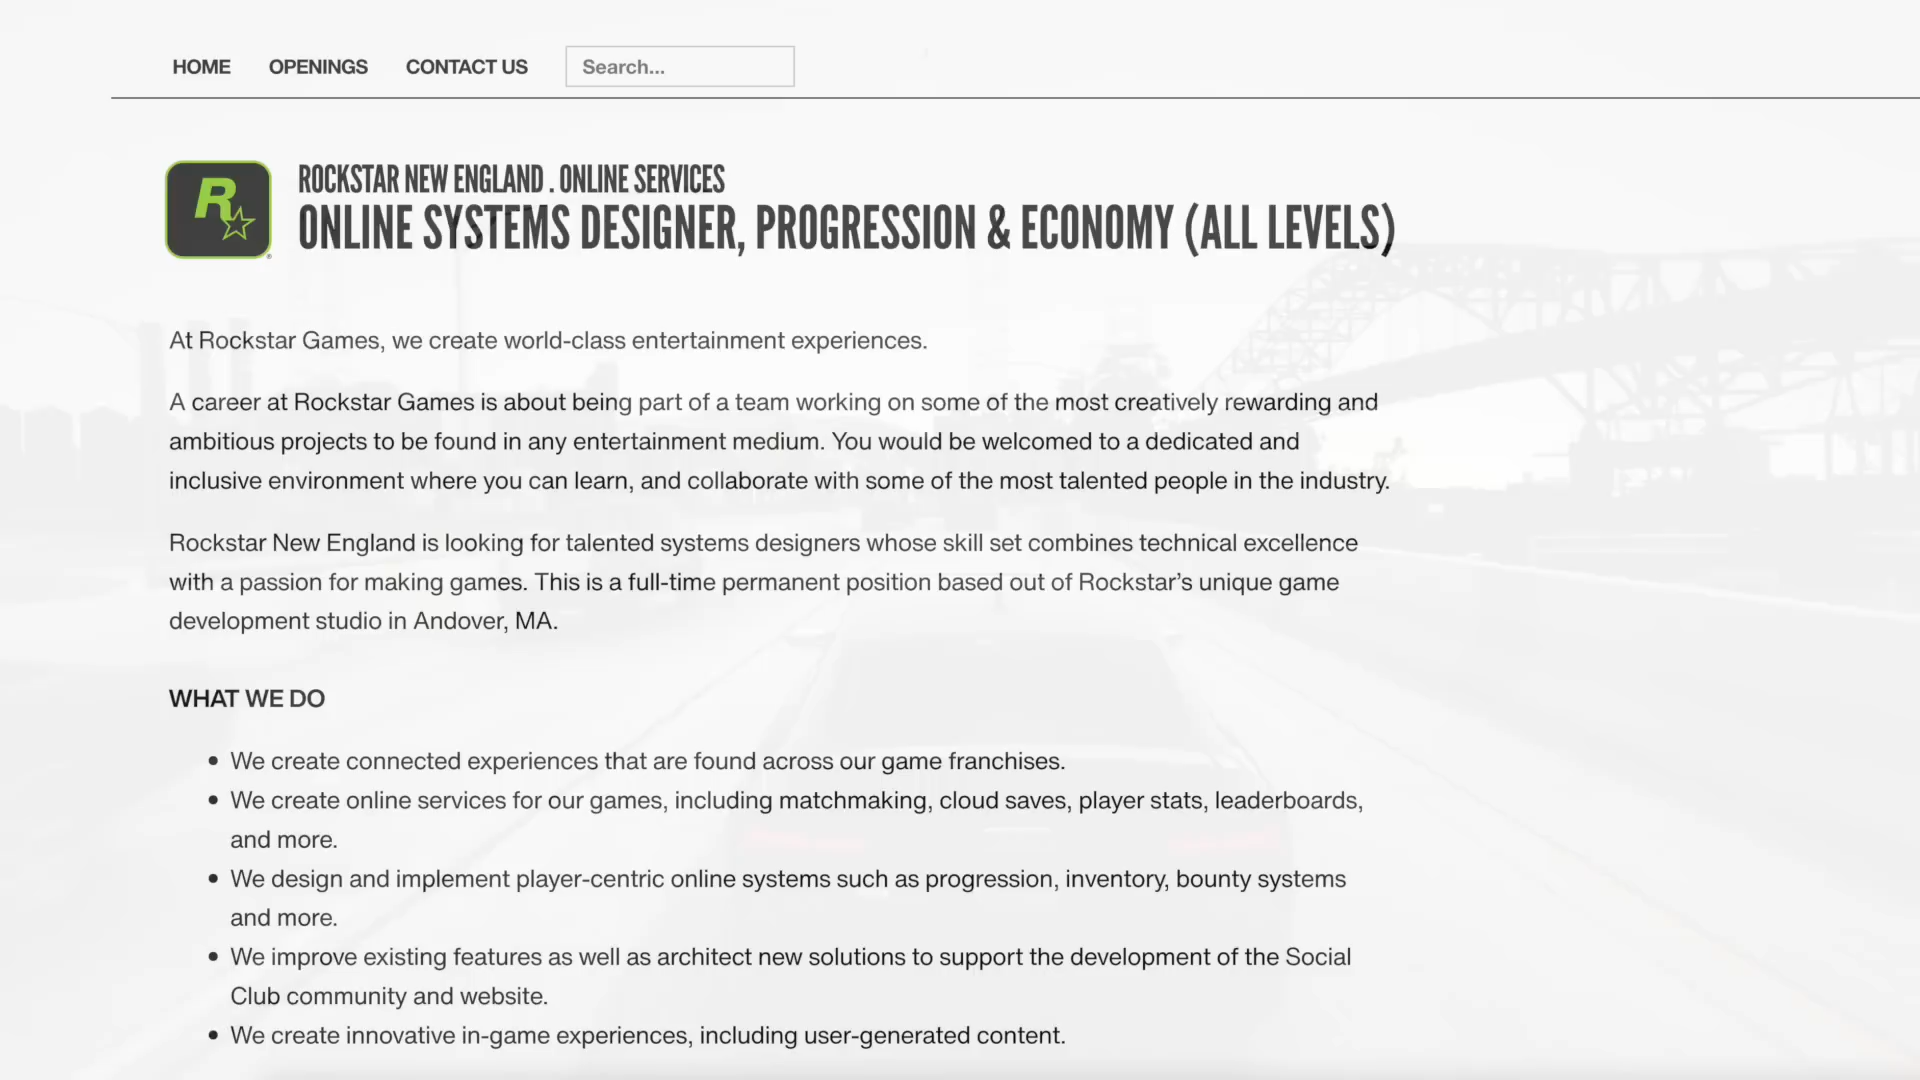 HOME OPENINGS CONTACT US Search...
R
ROCKSTAR NEW ENGLAND . ONLINE SERVICES
ONLINE SYSTEMS DESIGNER, PROGRESSION & ECONOMY (ALL LEVELS)
At Rockstar Games, we create world-class entertainment experiences.
A career at Rockstar Games is about being part of a team working on some of the most creatively rewarding and
ambitious projects to be found in any entertainment medium. You would be welcomed to a dedicated and
inclusive environment where you can learn, and collaborate with some of the most talented people in the industry.
Rockstar New England is looking for talented systems designers whose skill set combines technical excellence
with a passion for making games. This is a full-time permanent position based out of Rockstar’s unique game
development studio in Andover, MA.
WHAT WE DO
• We create connected experiences that are found across our game franchises.
• We create online services for our games, including matchmaking, cloud saves, player stats, leaderboards,
and more.
• We design and implement player-centric online systems such as progression, inventory, bounty systems
and more.
• We improve existing features as well as architect new solutions to support the development of the Social
Club community and website.
• We create innovative in-game experiences, including user-generated content.